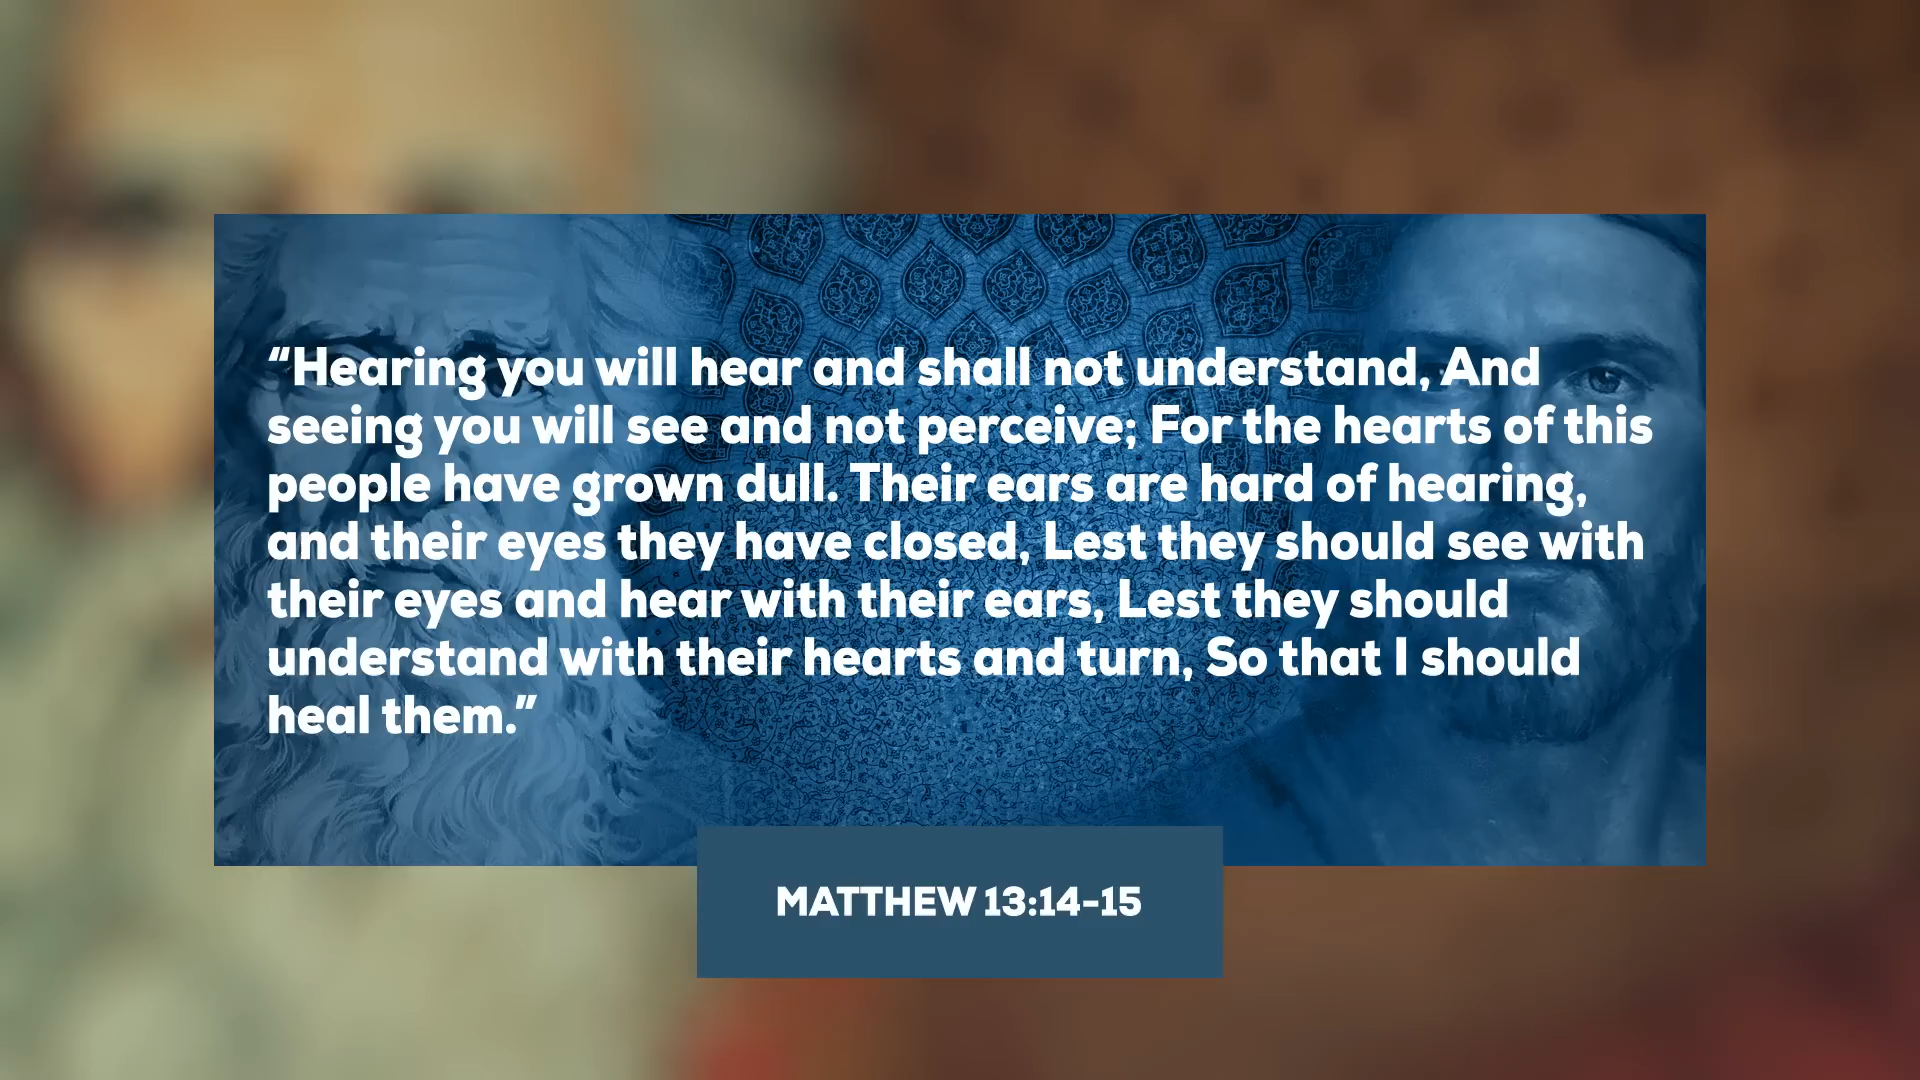 “Hearing you will hear and shall not understand, And
seeing you will see and not perceive; For the hearts of this
people have grown dull. Their ears are hard of hearing,
and their eyes they have closed, Lest they should see with
their eyes and hear with their ears, Lest they should
understand with their hearts and turn, So that I should
heal them.”
MATTHEW 13:14-15